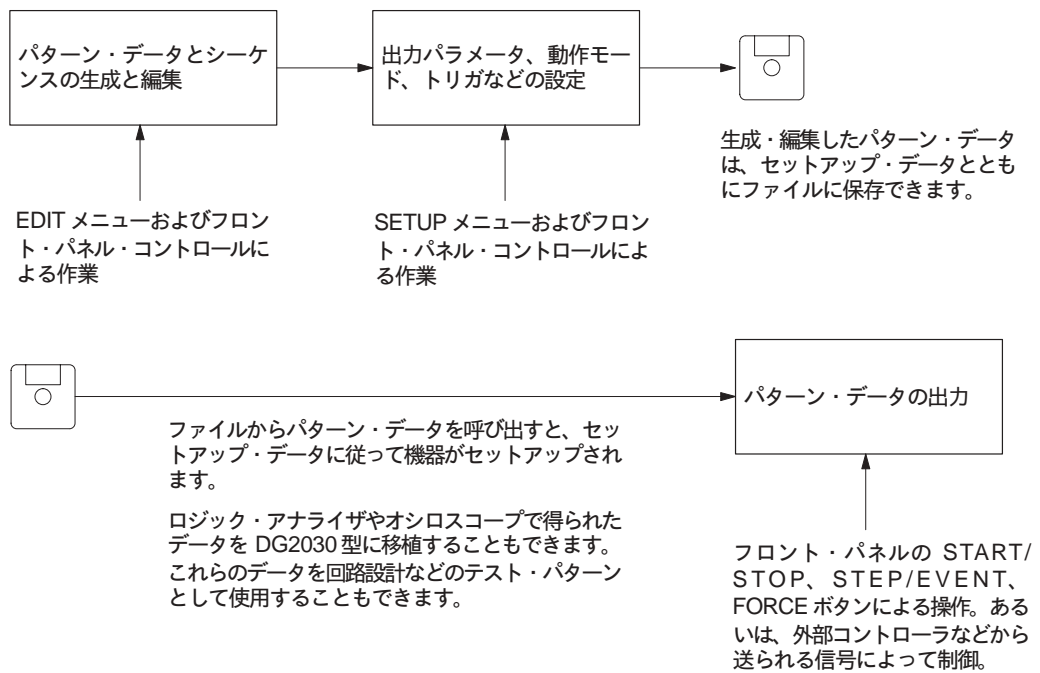 パターン・データとシーケ
ンスの生成と編集
出力パラメータ、動作モー
ド、トリガなどの設定
生成・編集したパターン・データ
は、セットアップ・データととも
にファイルに保存できます。
EDIT メニューおよびフロン
ト・パネル・コントロールに
よる作業
SETUP メニューおよびフロン
ト・パネル・コントロールによ
る作業
パターン・データの出力
ファイルからパターン・データを呼び出すと、セッ
トアップ・データに従って機器がセットアップされ
ます。
ロジック・アナライザやオシロスコープで得られた
データを DG2030 型に移植することもできます。
これらのデータを回路設計などのテスト・パターン
として使用することもできます。
フロント・パネルの START/
STOP、STEP/EVENT、
FORCE ボタンによる操作。ある
いは、外部コントローラなどから
送られる信号によって制御。